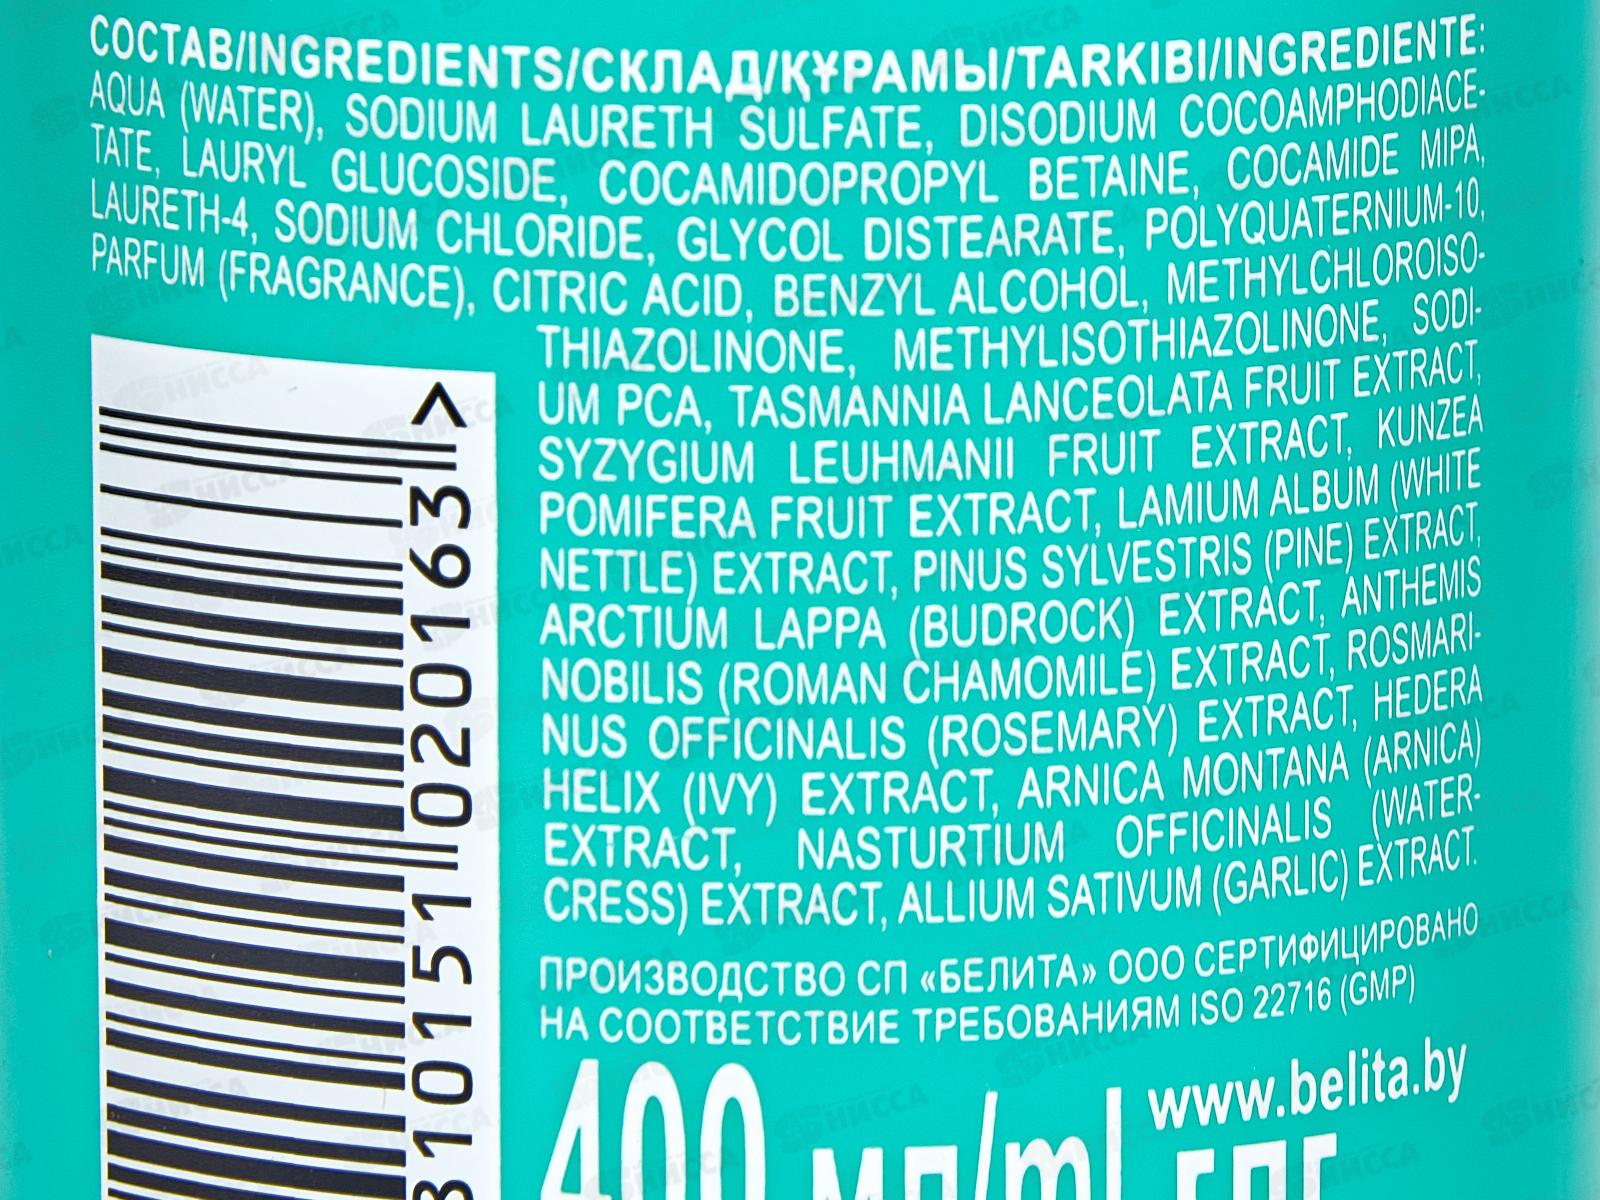 СОСТАВ/INGREDIENTS/СКЛАД/ҚҰРАМЫ/TARKIBI/INGREDIENTE:
AQUA (WATER), SODIUM LAURETH SULFATE, DISODIUM COCOAMPHODIACE-
TATE, LAURYL GLUCOSIDE, COCAMIDOPROPYL BETAINE, COCAMIDE MIPA,
LAURETH-4, SODIUM CHLORIDE, GLYCOL DISTEARATE, POLYQUATERNIUM-10,
PARFUM (FRAGRANCE), CITRIC ACID, BENZYL ALCOHOL, METHYLCHLOROISO-
THIAZOLINONE, METHYLISOTHIAZOLINONE, SODI-
UM PCA, TASMANNIA LANCEOLATA FRUIT EXTRACT,
SYZYGIUM LEUHMANII FRUIT EXTRACT, KUNZEA
POMIFERA FRUIT EXTRACT, LAMIUM ALBUM (WHITE
NETTLE) EXTRACT, PINUS SYLVESTRIS (PINE) EXTRACT,
ARCTIUM LAPPA (BUDROCK) EXTRACT, ANTHEMIS
NOBILIS (ROMAN CHAMOMILE) EXTRACT, ROSMARI-
NUS OFFICINALIS (ROSEMARY) EXTRACT, HEDERA
HELIX (IVY) EXTRACT, ARNICA MONTANA (ARNICA)
EXTRACT, NASTURTIUM OFFICINALIS (WATER-
CRESS) EXTRACT, ALLIUM SATIVUM (GARLIC) EXTRACT.
ПРОИЗВОДСТВО СП «БЕЛИТА» ООО СЕРТИФИЦИРОВАНО
НА СООТВЕТСТВИЕ ТРЕБОВАНИЯМ ISO 22716 (GMP)
www.belita.by
400 мл/ml
810151020163>